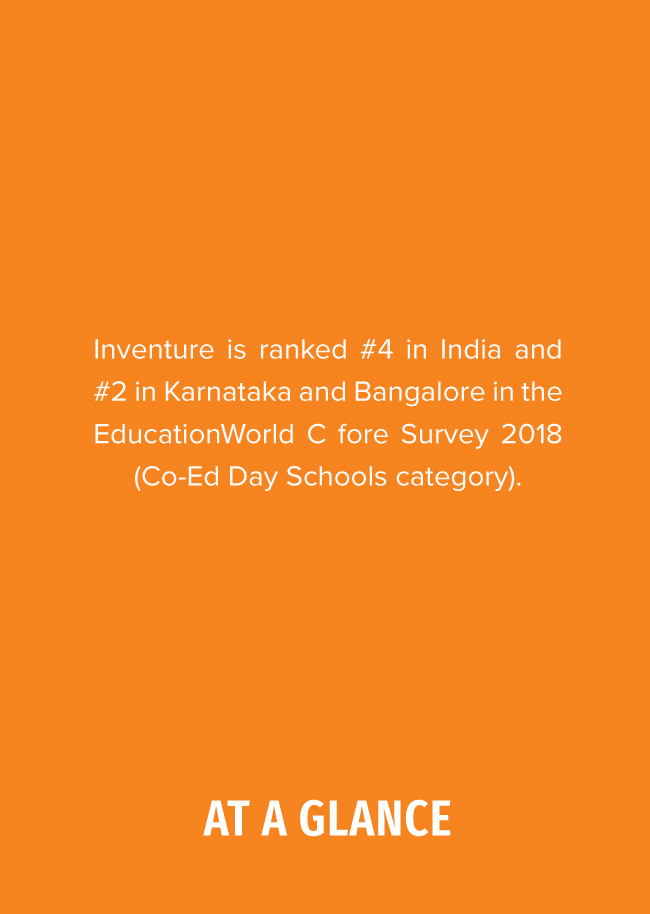 Inventure is ranked #4 in India and
#2 in Karnataka and Bangalore in the
EducationWorld C fore Survey 2018
(Co-Ed Day Schools category).
AT A GLANCE